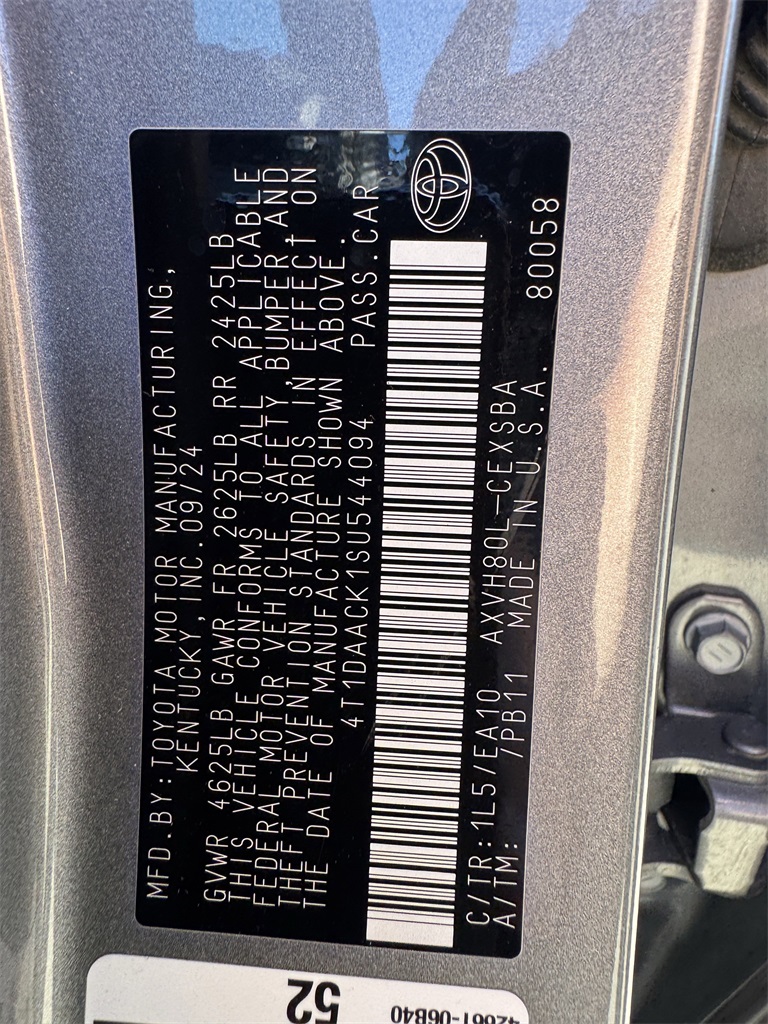 MFD.BY:TOYOTA MOTOR MANUFACTURING,
KENTUCKY, INC. 09/24
GVWR 4625LB GAWR FR 2625LB RR 2425LB
THIS VEHICLE CONFORMS TO ALL APPLICABLE
FEDERAL MOTOR VEHICLE SAFETY, BUMPER, AND
THEFT PREVENTION STANDARDS IN EFFECT ON
THE DATE OF MANUFACTURE SHOWN ABOVE.
4T1DAACK1SU544094 PASS.CAR
C/TR:1L5/EA10 AXVH80L-CEXSBA
A/TM: /PB11 MADE IN U.S.A. 80058
52
42661-06B40